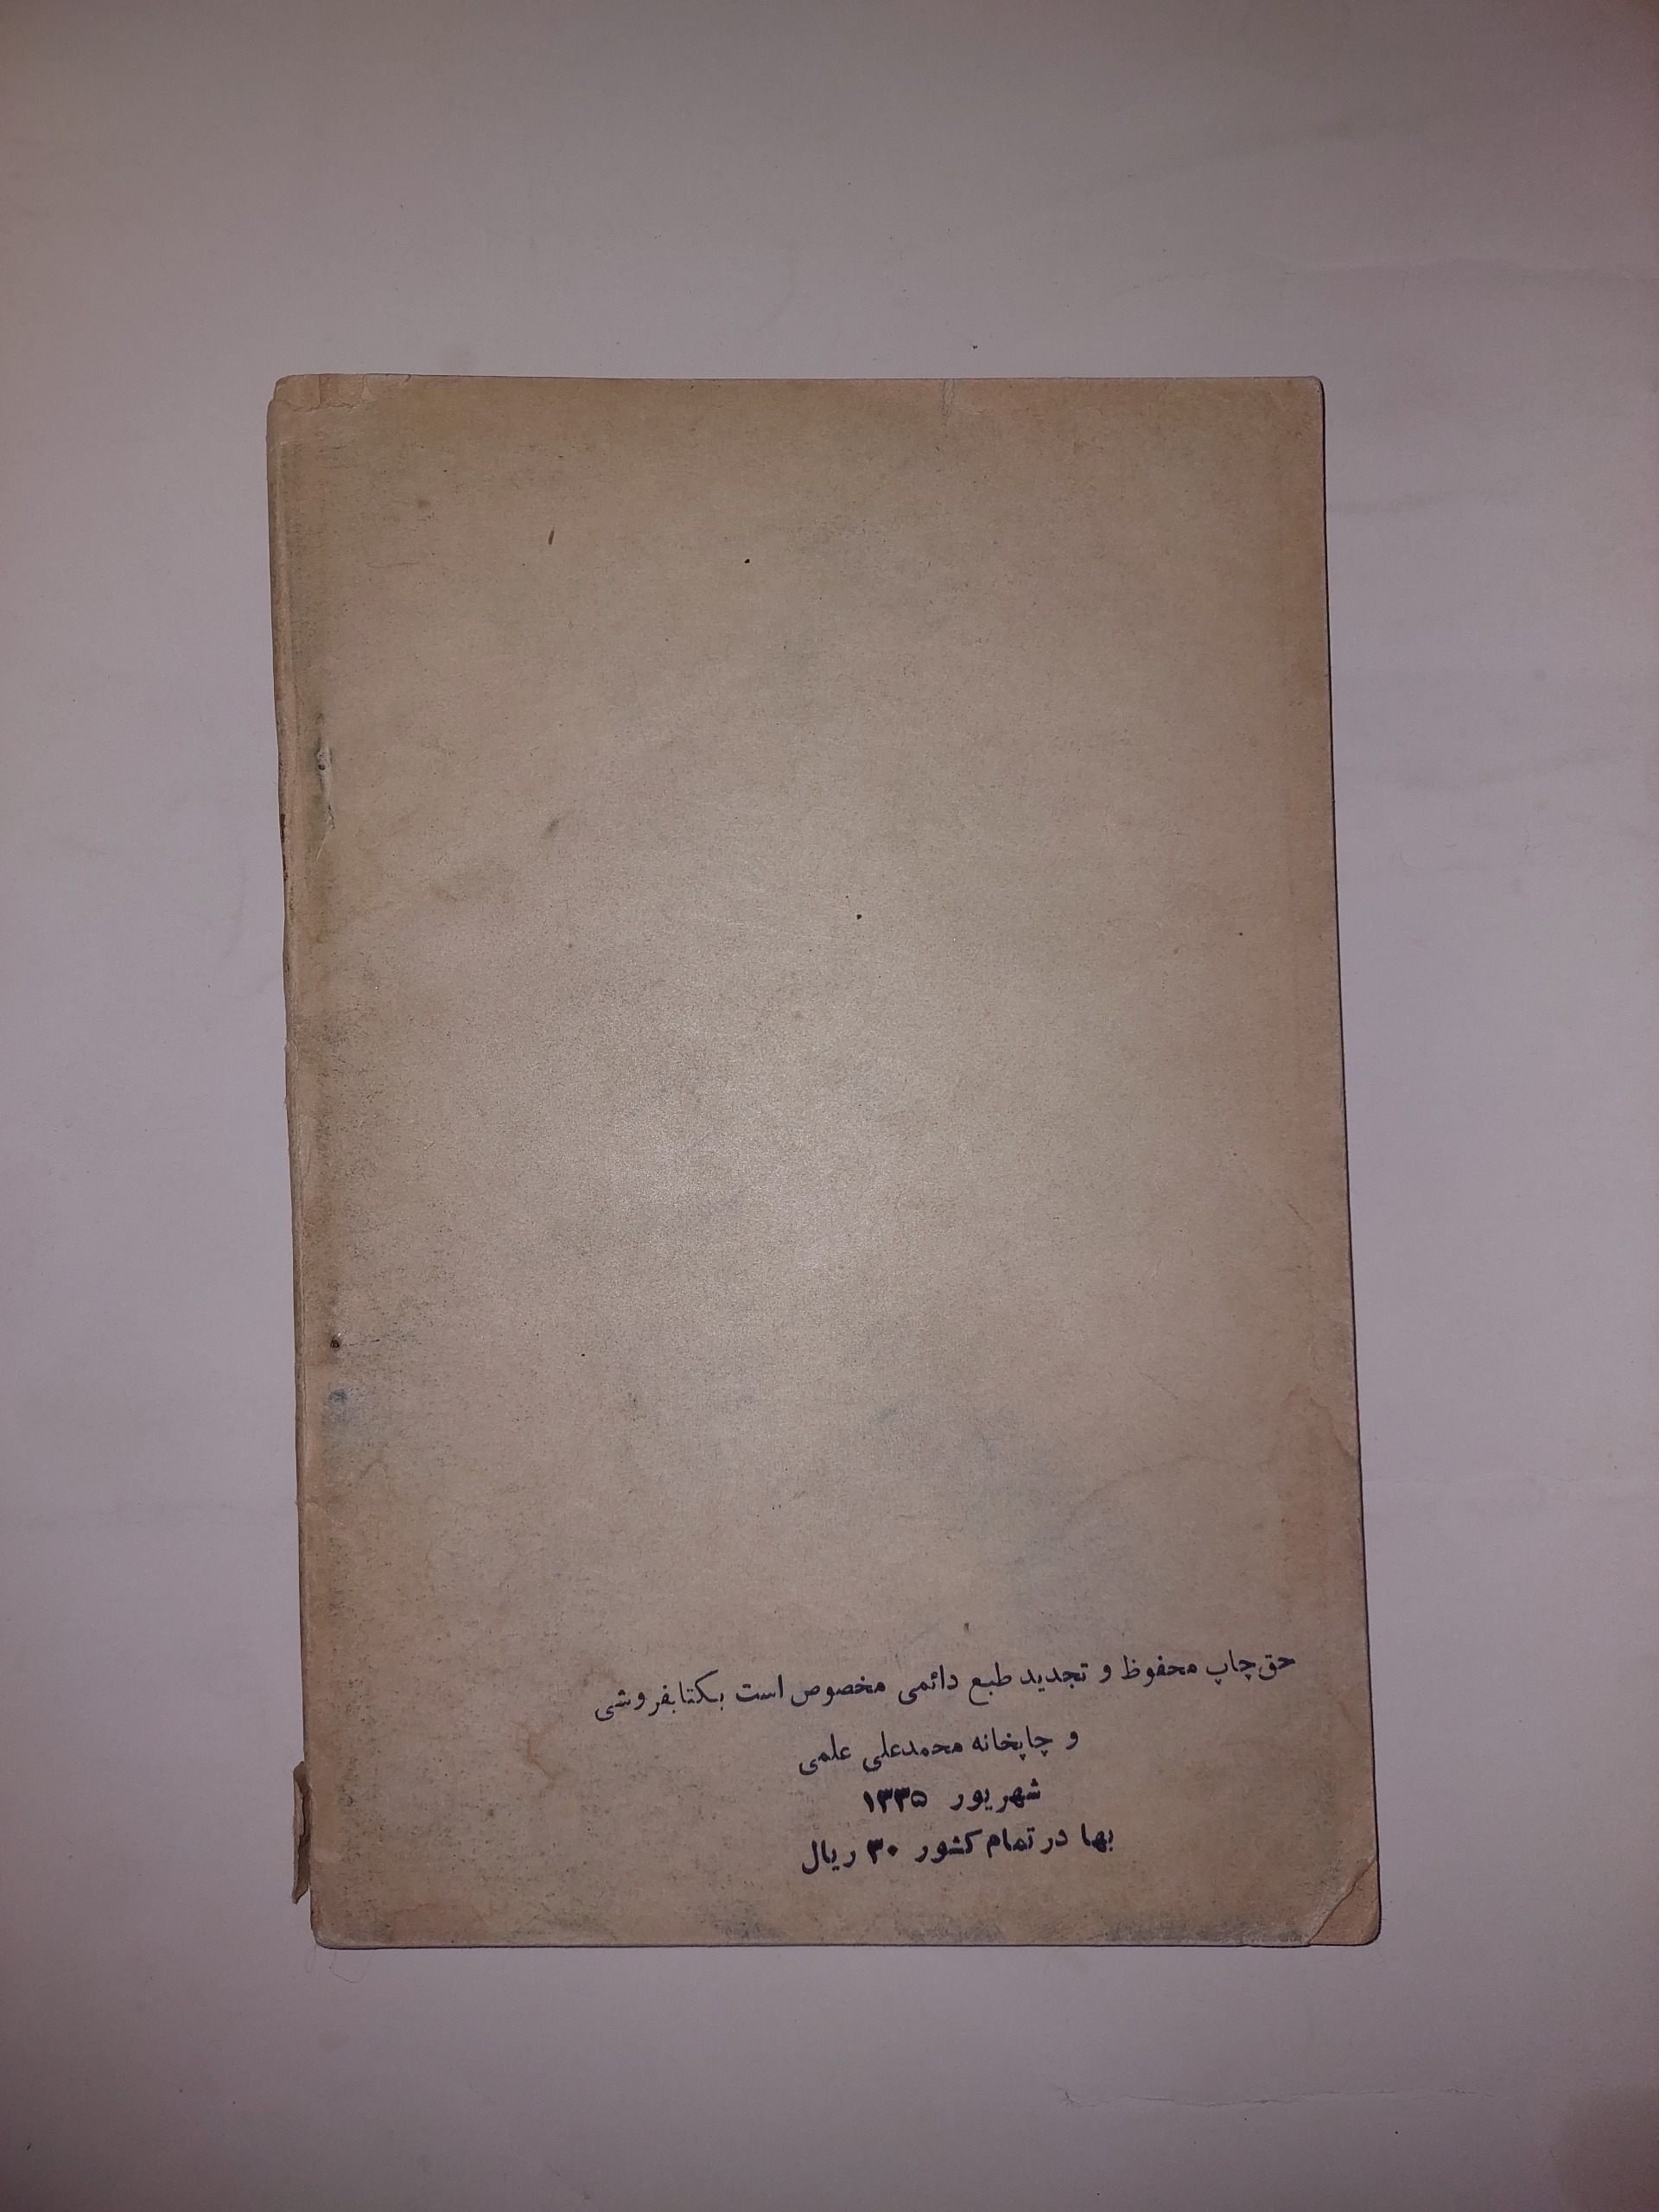 حق چاپ محفوظ و تجدید طبع دائمی مخصوص است بکتابفروشی
و چاپخانه محمدعلی علمی
شهریور ۱۳۳۵
بها در تمام کشور ۳۰ ریال